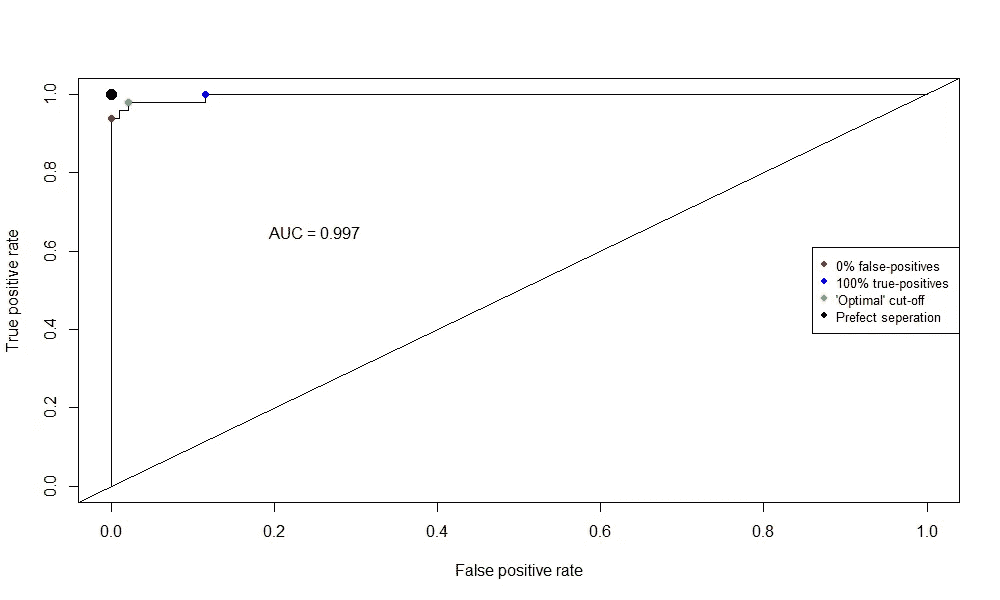 1.0
0.8
0.6
0.4
0.2
0.0
True positive rate
AUC = 0.997
0% false-positives
100% true-positives
'Optimal' cut-off
Prefect seperation
0.0 0.2 0.4 0.6 0.8 1.0
False positive rate